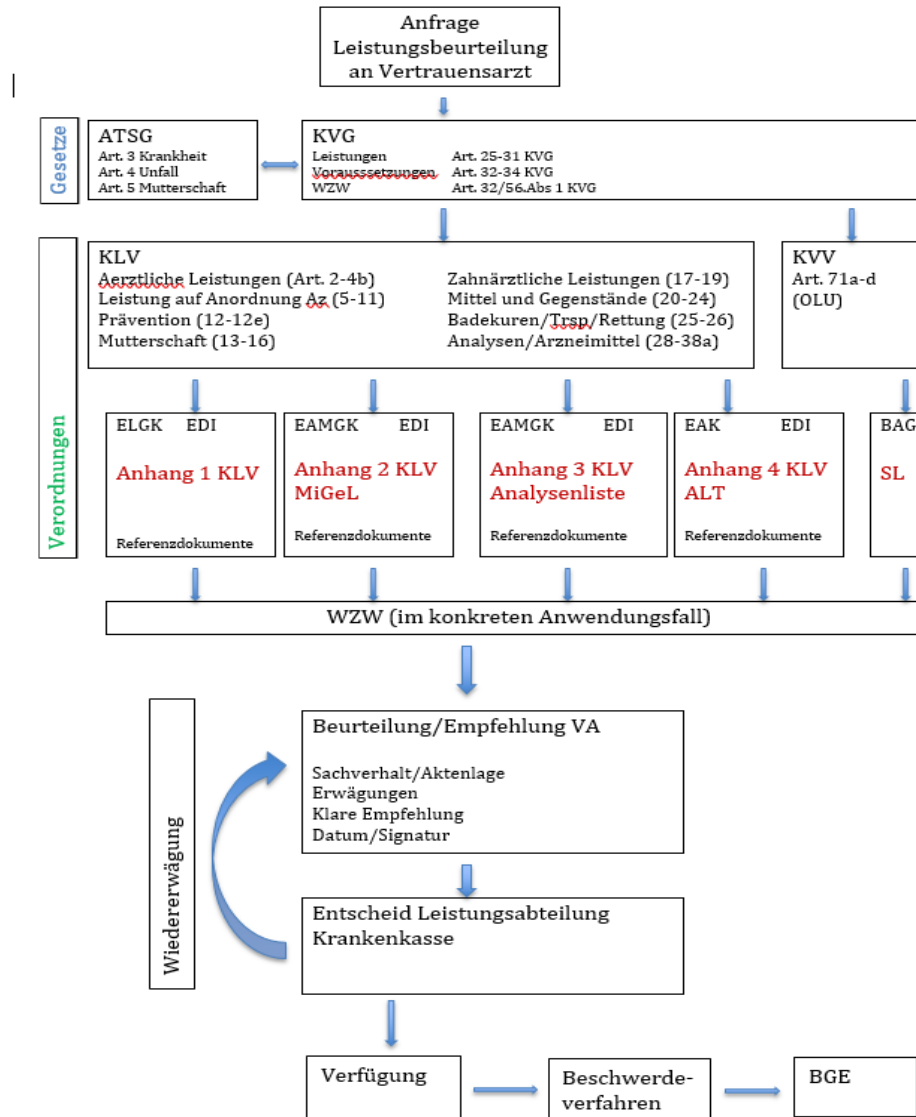 Anfrage
Leistungsbeurteilung
an Vertrauensarzt
Gesetze
ATSG
Art. 3 Krankheit
Art. 4 Unfall
Art. 5 Mutterschaft
KVG
Leistungen Art. 25-31 KVG
Vorausssetzungen Art. 32-34 KVG
WZW Art. 32/56.Abs 1 KVG
Verordnungen
KLV
Aerztliche Leistungen (Art. 2-4b)
Leistung auf Anordnung Az (5-11)
Prävention (12-12e)
Mutterschaft (13-16)
Zahnärztliche Leistungen (17-19)
Mittel und Gegenstände (20-24)
Badekuren/Trsp/Rettung (25-26)
Analysen/Arzneimittel (28-38a)
KVV
Art. 71a-d
(OLU)
ELGK EDI
Anhang 1 KLV
Referenzdokumente
EAMGK EDI
Anhang 2 KLV
MiGeL
Referenzdokumente
EAMGK EDI
Anhang 3 KLV
Analysenliste
Referenzdokumente
EAK EDI
Anhang 4 KLV
ALT
Referenzdokumente
BAG
SL
WZW (im konkreten Anwendungsfall)
Wiedererwägung
Beurteilung/Empfehlung VA
Sachverhalt/Aktenlage
Erwägungen
Klare Empfehlung
Datum/Signatur
Entscheid Leistungsabteilung
Krankenkasse
Verfügung
Beschwerde-
verfahren
BGE